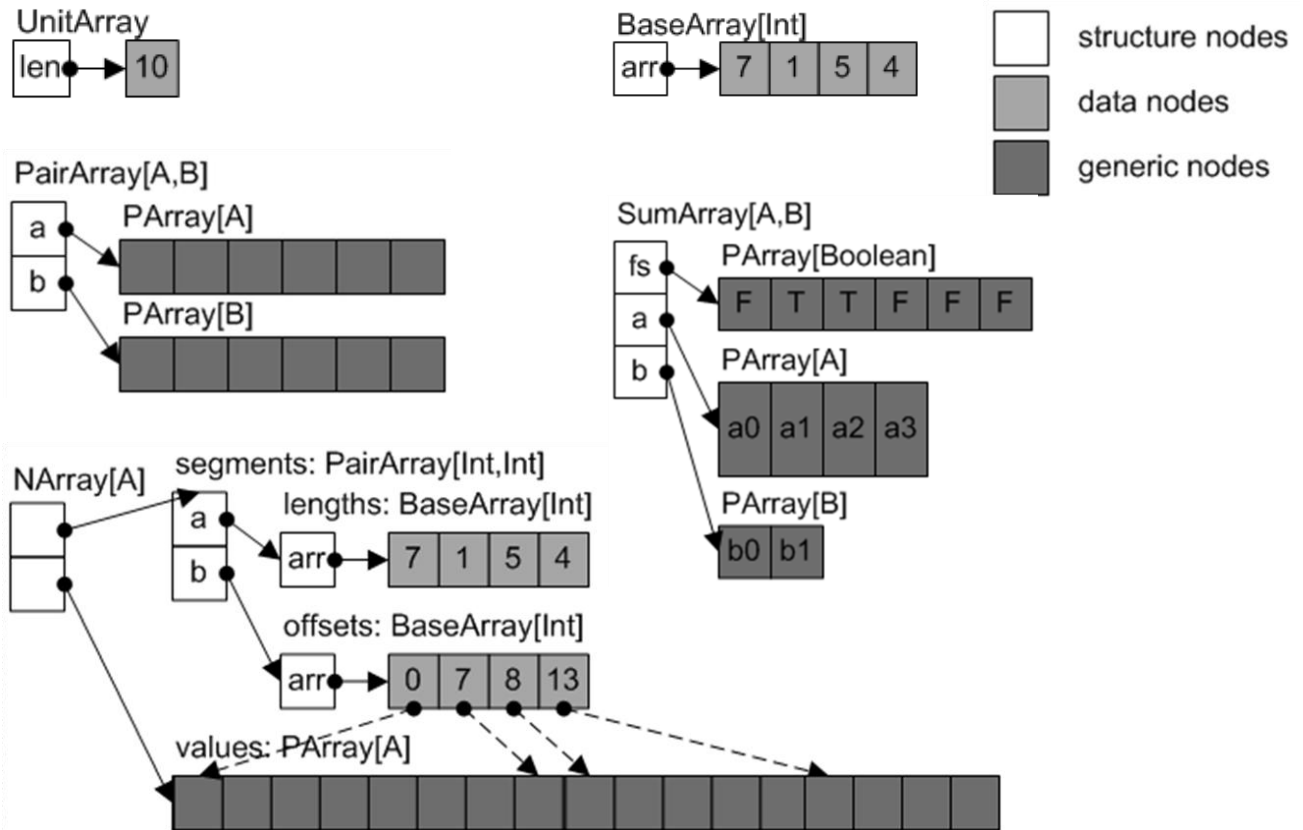 UnitArray
len 10
BaseArray[Int]
arr 7 1 5 4
structure nodes
data nodes
generic nodes
PairArray[A,B]
a
b
PArray[A]
PArray[B]
SumArray[A,B]
fs
a
b
PArray[Boolean]
F T T F F F
PArray[A]
a0 a1 a2 a3
PArray[B]
b0 b1
NArray[A]
segments: PairArray[Int,Int]
a
b
lengths: BaseArray[Int]
arr 7 1 5 4
offsets: BaseArray[Int]
arr 0 7 8 13
values: PArray[A]